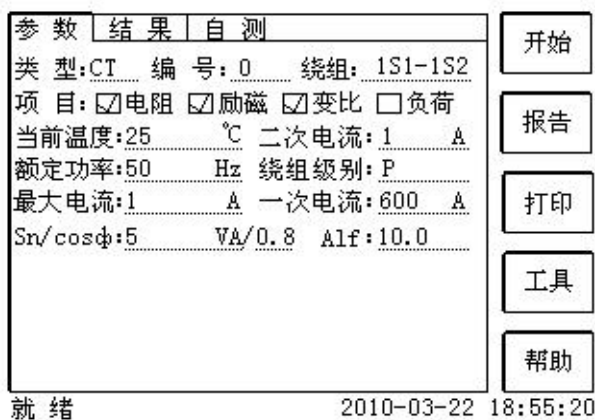 参 数 结 果 自 测
类 型:CT 编 号:0 绕组: 1S1-1S2
项 目:☑电阻 ☑励磁 ☑变比 ☐负荷
当前温度:25 ℃ 二次电流:1 A
额定功率:50 Hz 绕组级别:P
最大电流:1 A 一次电流:600 A
Sn/cosф:5 VA/0.8 Alf:10.0
就 绪 2010-03-22 18:55:20
开始
报告
打印
工具
帮助